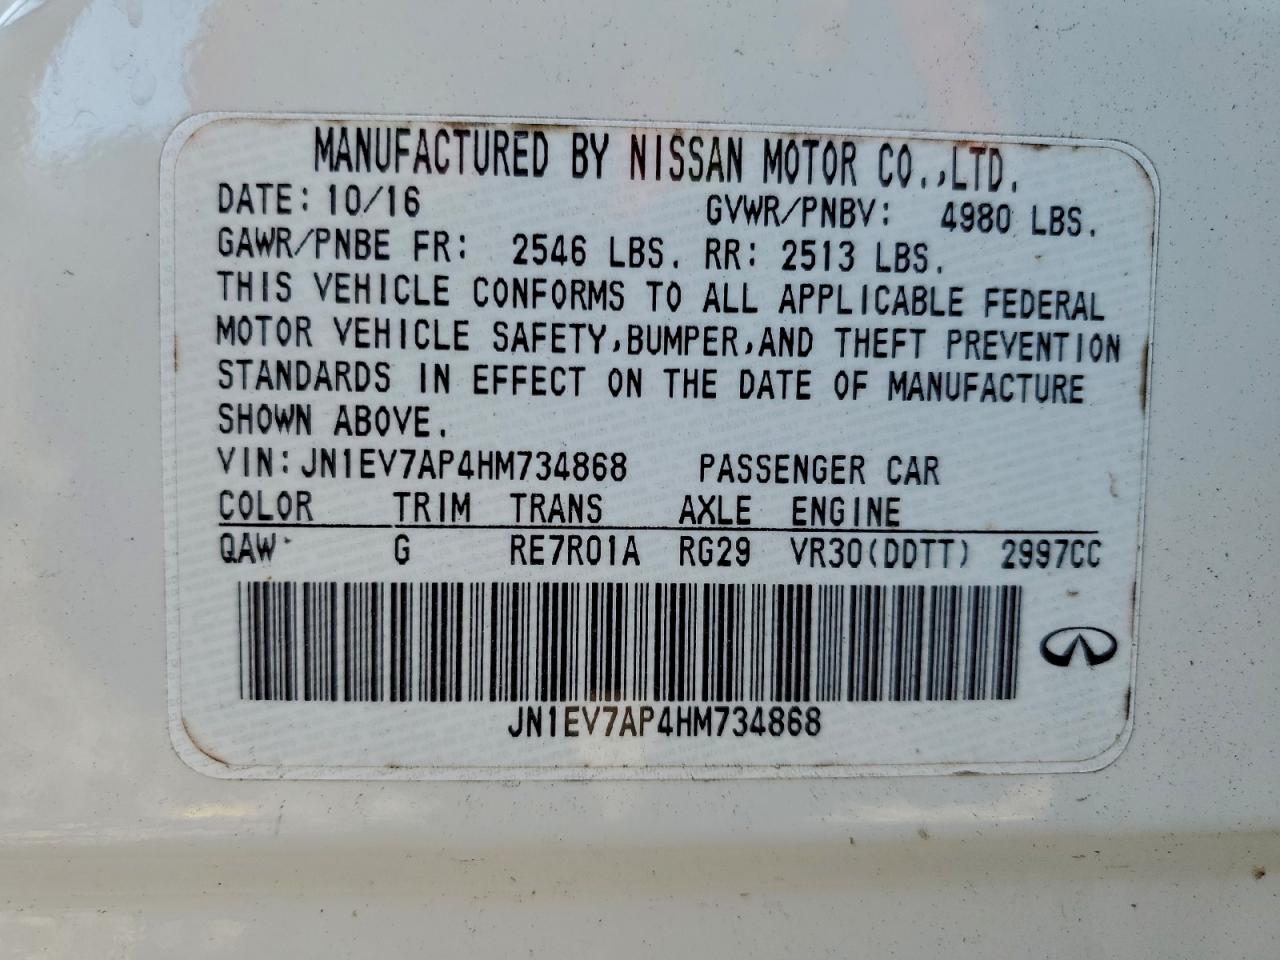 MANUFACTURED BY NISSAN MOTOR CO.,LTD.
DATE: 10/16 GVWR/PNBV: 4980 LBS.
GAWR/PNBE FR: 2546 LBS. RR: 2513 LBS.
THIS VEHICLE CONFORMS TO ALL APPLICABLE FEDERAL
MOTOR VEHICLE SAFETY,BUMPER,AND THEFT PREVENTION
STANDARDS IN EFFECT ON THE DATE OF MANUFACTURE
SHOWN ABOVE.
VIN: JN1EV7AP4HM734868 PASSENGER CAR
COLOR TRIM TRANS AXLE ENGINE
QAW G RE7R01A RG29 VR30(DDTT) 2997CC
JN1EV7AP4HM734868